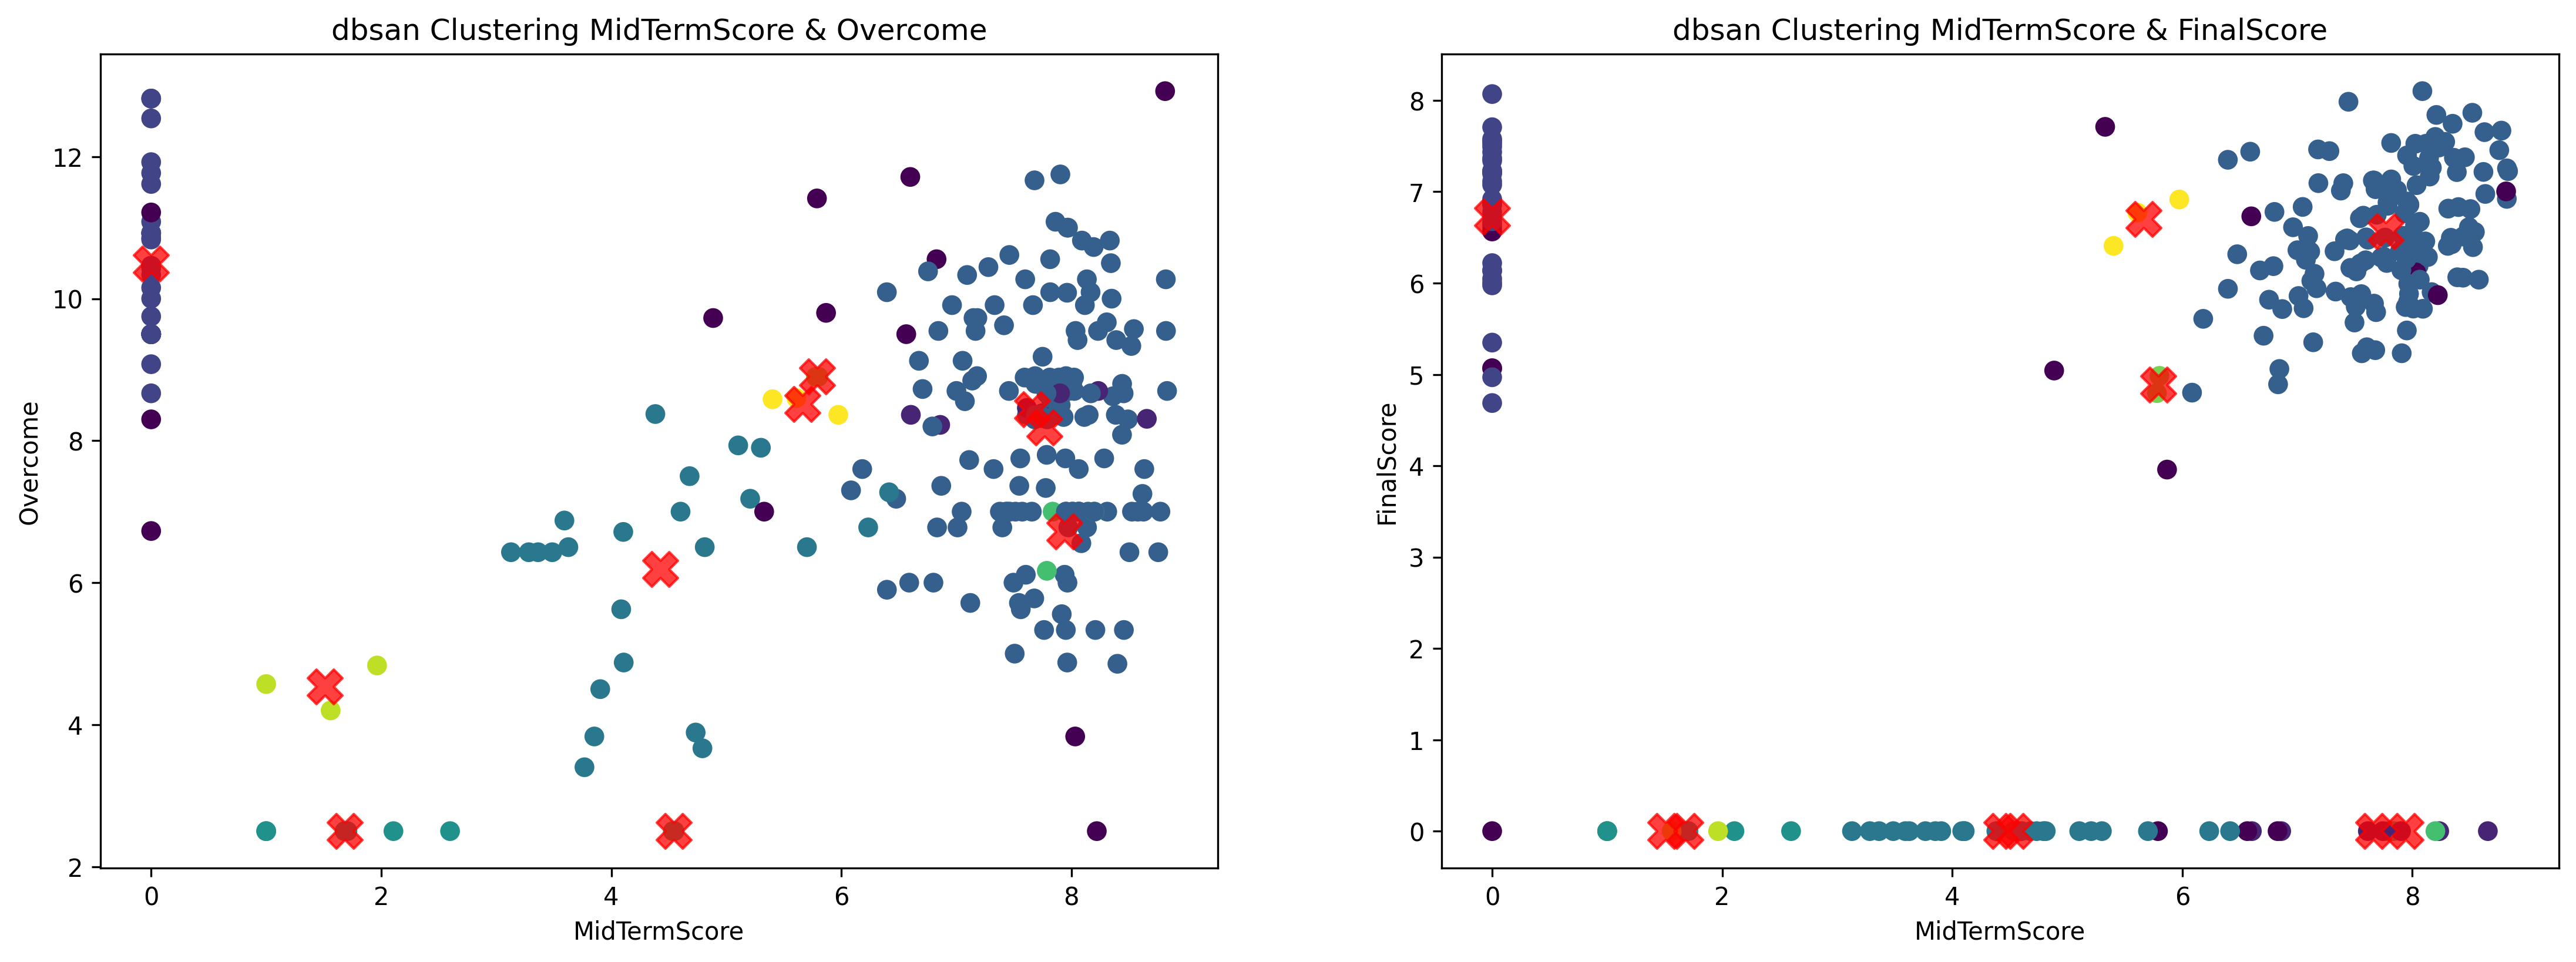 dbsan Clustering MidTermScore & Overcome
12
10
8
6
4
2
Overcome
0 2 4 6 8
MidTermScore
dbsan Clustering MidTermScore & FinalScore
8
7
6
5
4
3
2
1
0
FinalScore
0 2 4 6 8
MidTermScore